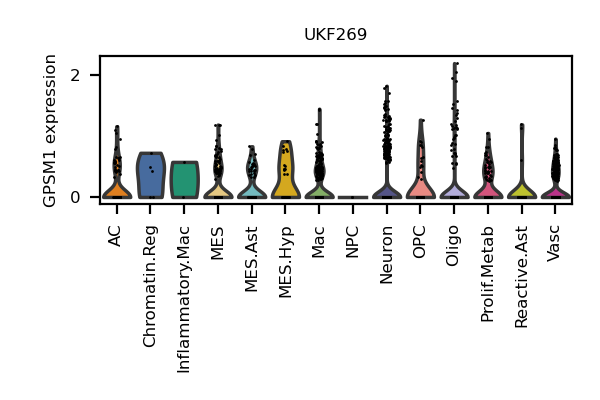 UKF269
GPSM1 expression
2
0
AC
Chromatin.Reg
Inflammatory.Mac
MES
MES.Ast
MES.Hyp
Mac
NPC
Neuron
OPC
Oligo
Prolif.Metab
Reactive.Ast
Vasc